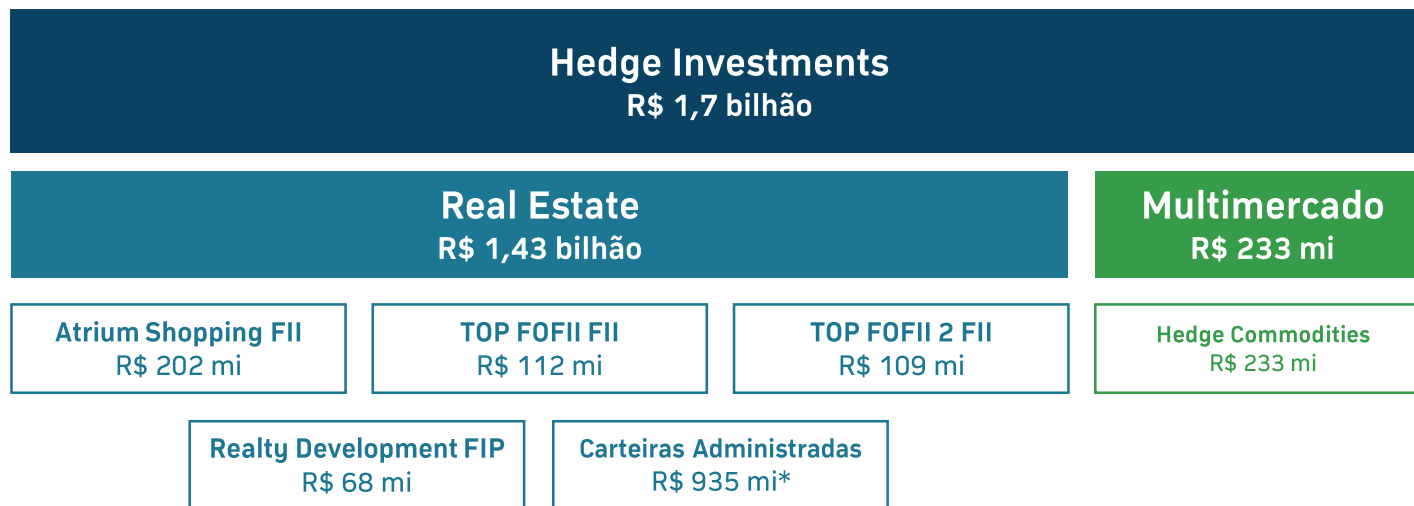 Hedge Investments
R$ 1,7 bilhão
Real Estate
R$ 1,43 bilhão
Multimercado
R$ 233 mi
Atrium Shopping FII
R$ 202 mi
TOP FOFII FII
R$ 112 mi
TOP FOFII 2 FII
R$ 109 mi
Hedge Commodities
R$ 233 mi
Realty Development FIP
R$ 68 mi
Carteiras Administradas
R$ 935 mi*